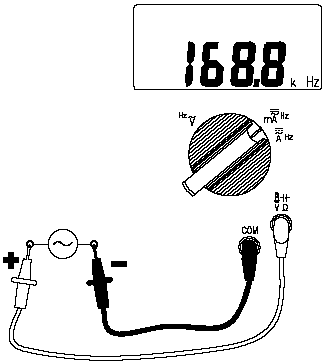 168.8 k Hz
Hz Ṽ
mA Hz
A Hz
V Ω
COM
+
−